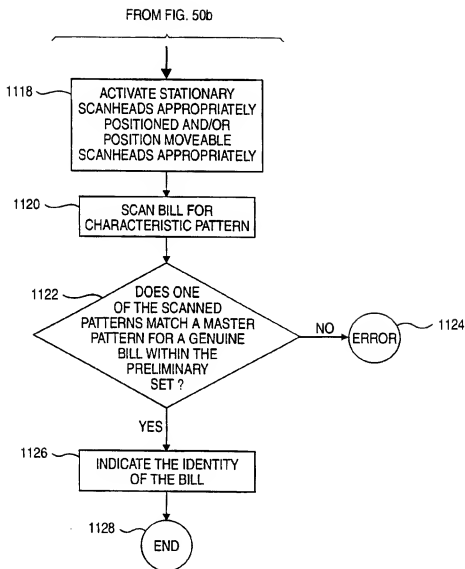 FROM FIG. 50b
1118
ACTIVATE STATIONARY
SCANHEADS APPROPRIATELY
POSITIONED AND/OR
POSITION MOVEABLE
SCANHEADS APPROPRIATELY
1120
SCAN BILL FOR
CHARACTERISTIC PATTERN
1122
DOES ONE
OF THE SCANNED
PATTERNS MATCH A MASTER
PATTERN FOR A GENUINE
BILL WITHIN THE
PRELIMINARY
SET ?
NO
ERROR
1124
YES
1126
INDICATE THE IDENTITY
OF THE BILL
1128
END